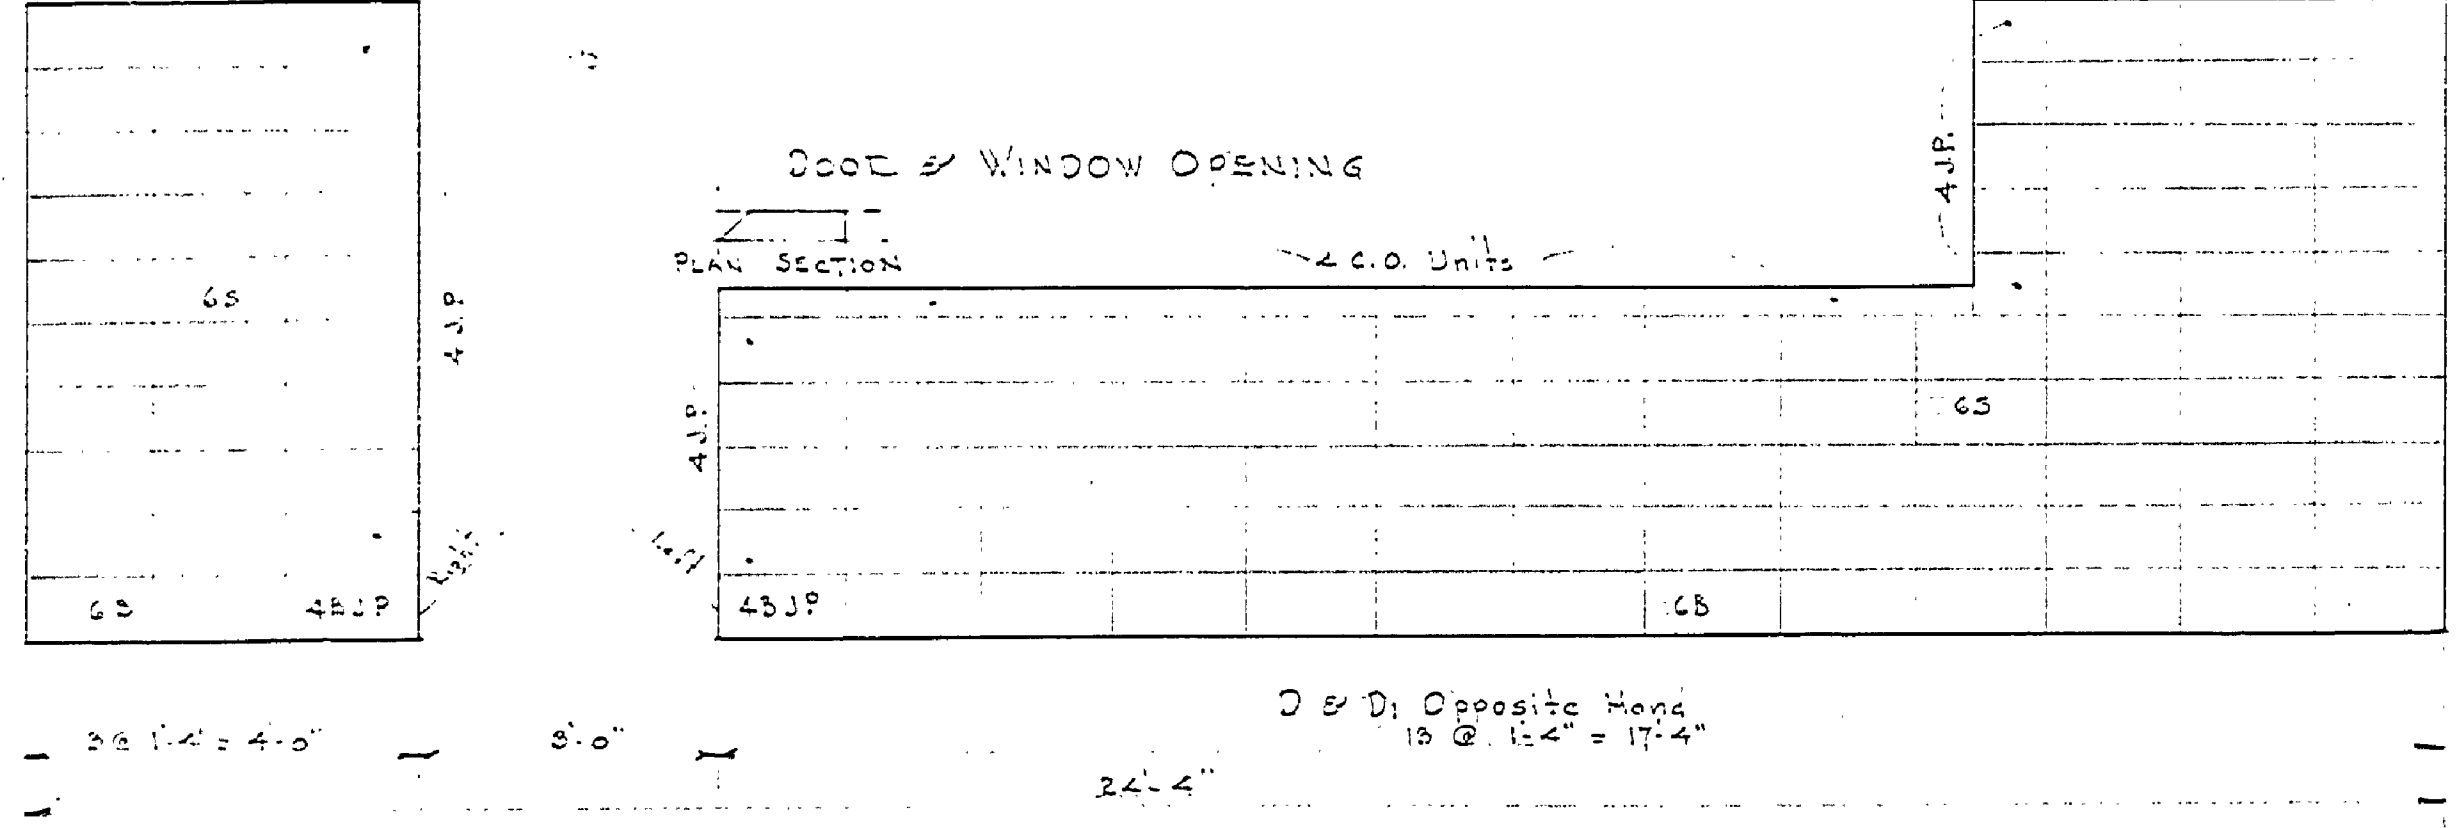 DOOR & WINDOW OPENING
4 J.P.
PLAN SECTION
4 C.O. Units
6S
4 J.P.
4 J.P.
6S
Right
Left
6B
4BJP
4BJP
6B
D & D1 Opposite Hand
3 @ 1'-4" = 4'-0"
3'-0"
13 @ 1'-4" = 17'-4"
24'-4"